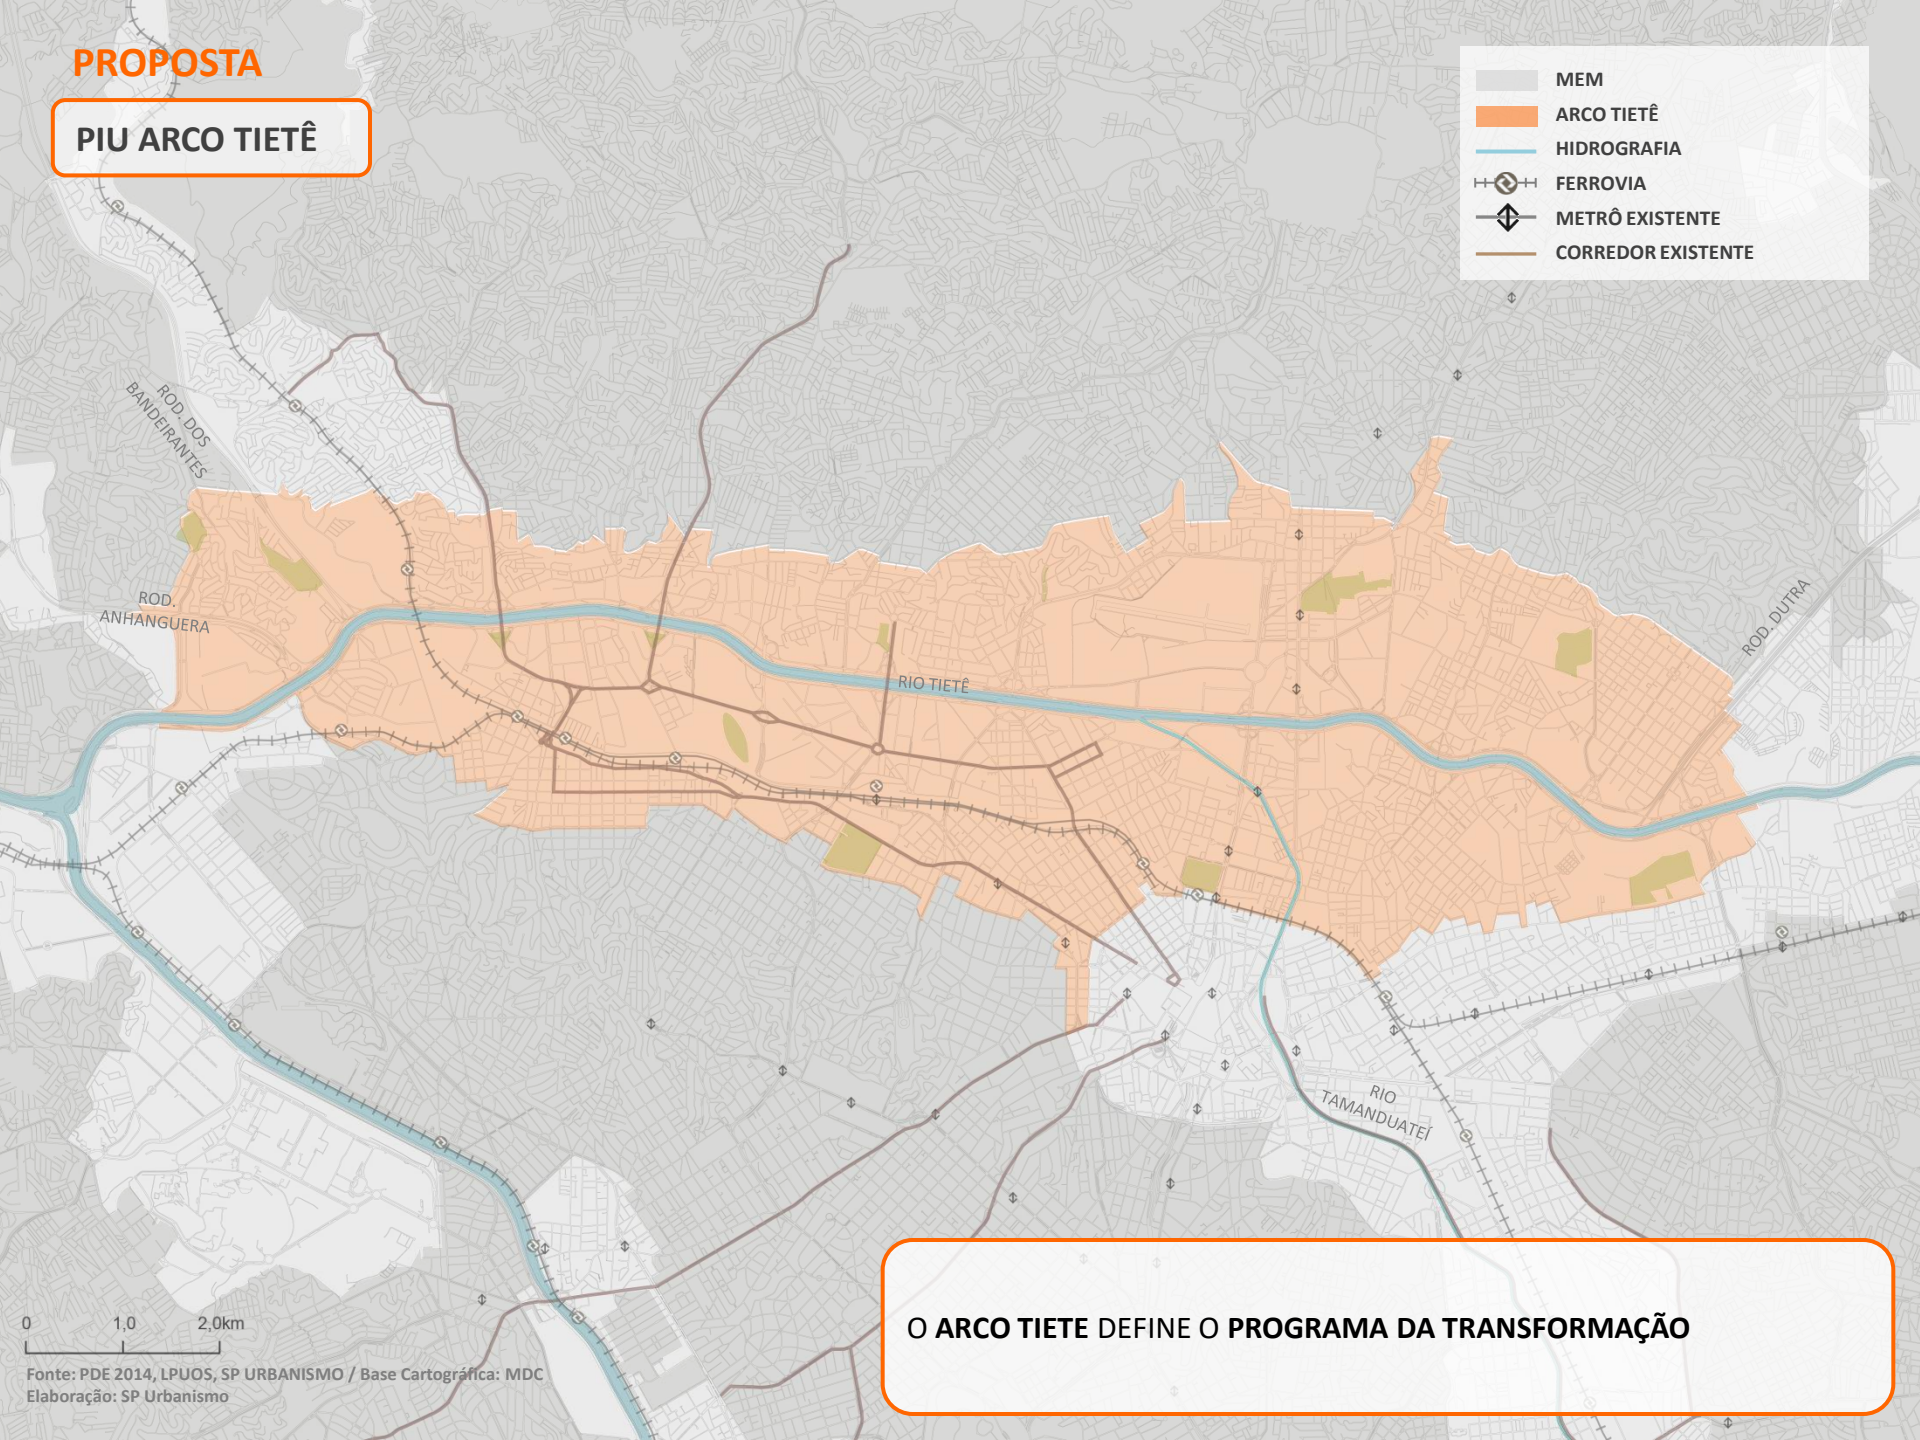 PROPOSTA
PIU ARCO TIETÊ
MEM
ARCO TIETÊ
HIDROGRAFIA
FERROVIA
METRÔ EXISTENTE
CORREDOR EXISTENTE
ROD. DOS
BANDEIRANTES
ROD.
ANHANGUERA
RIO TIETÊ
ROD. DUTRA
RIO
TAMANDUATEÍ
O ARCO TIETE DEFINE O PROGRAMA DA TRANSFORMAÇÃO
0 1,0 2,0km
Fonte: PDE 2014, LPUOS, SP URBANISMO / Base Cartográfica: MDC
Elaboração: SP Urbanismo